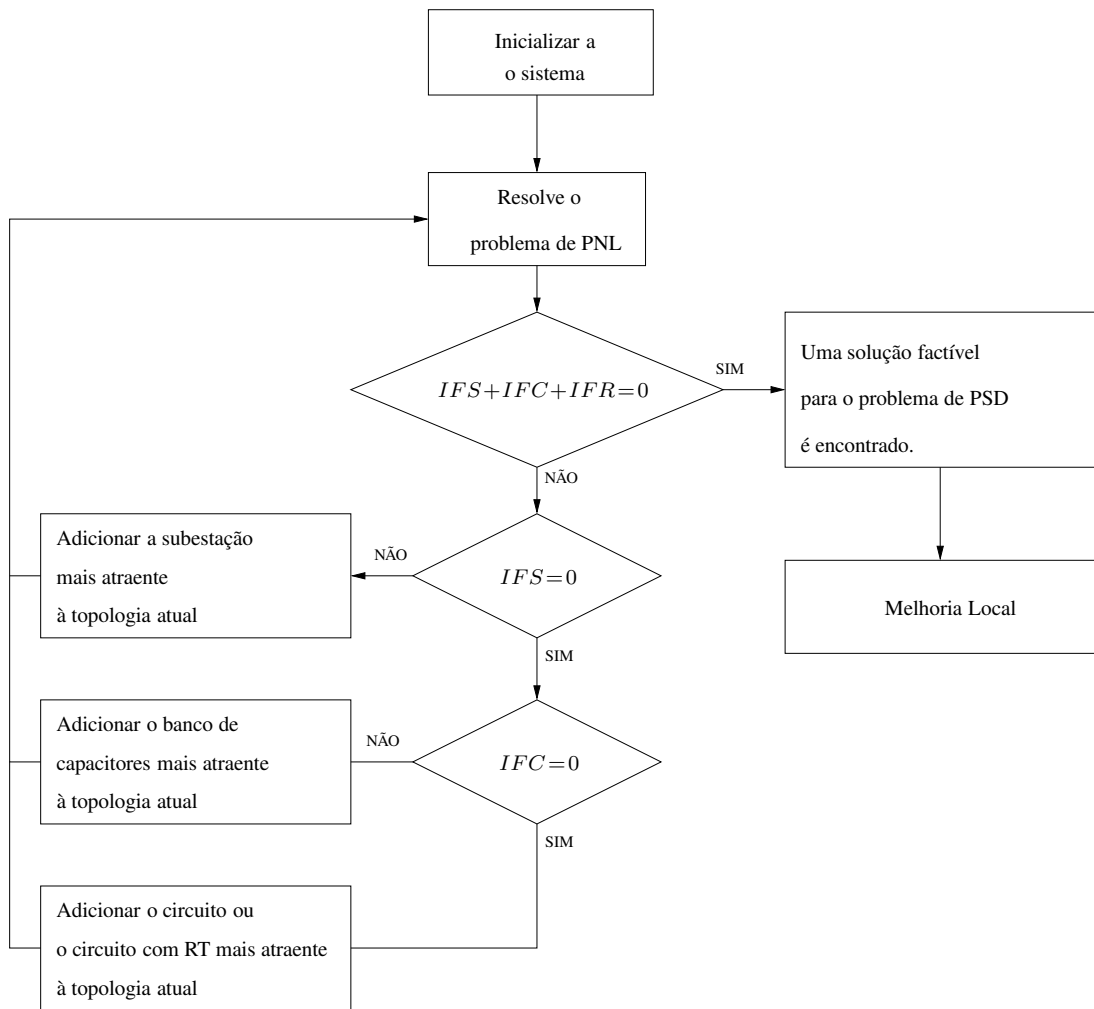 Inicializar a
o sistema
Resolve o
problema de PNL
IFS+IFC+IFR=0
SIM
Uma solução factível
para o problema de PSD
é encontrado.
NÃO
Adicionar a subestação
mais atraente
à topologia atual
NÃO
IFS=0
Melhoria Local
SIM
Adicionar o banco de
capacitores mais atraente
à topologia atual
NÃO
IFC=0
SIM
Adicionar o circuito ou
o circuito com RT mais atraente
à topologia atual